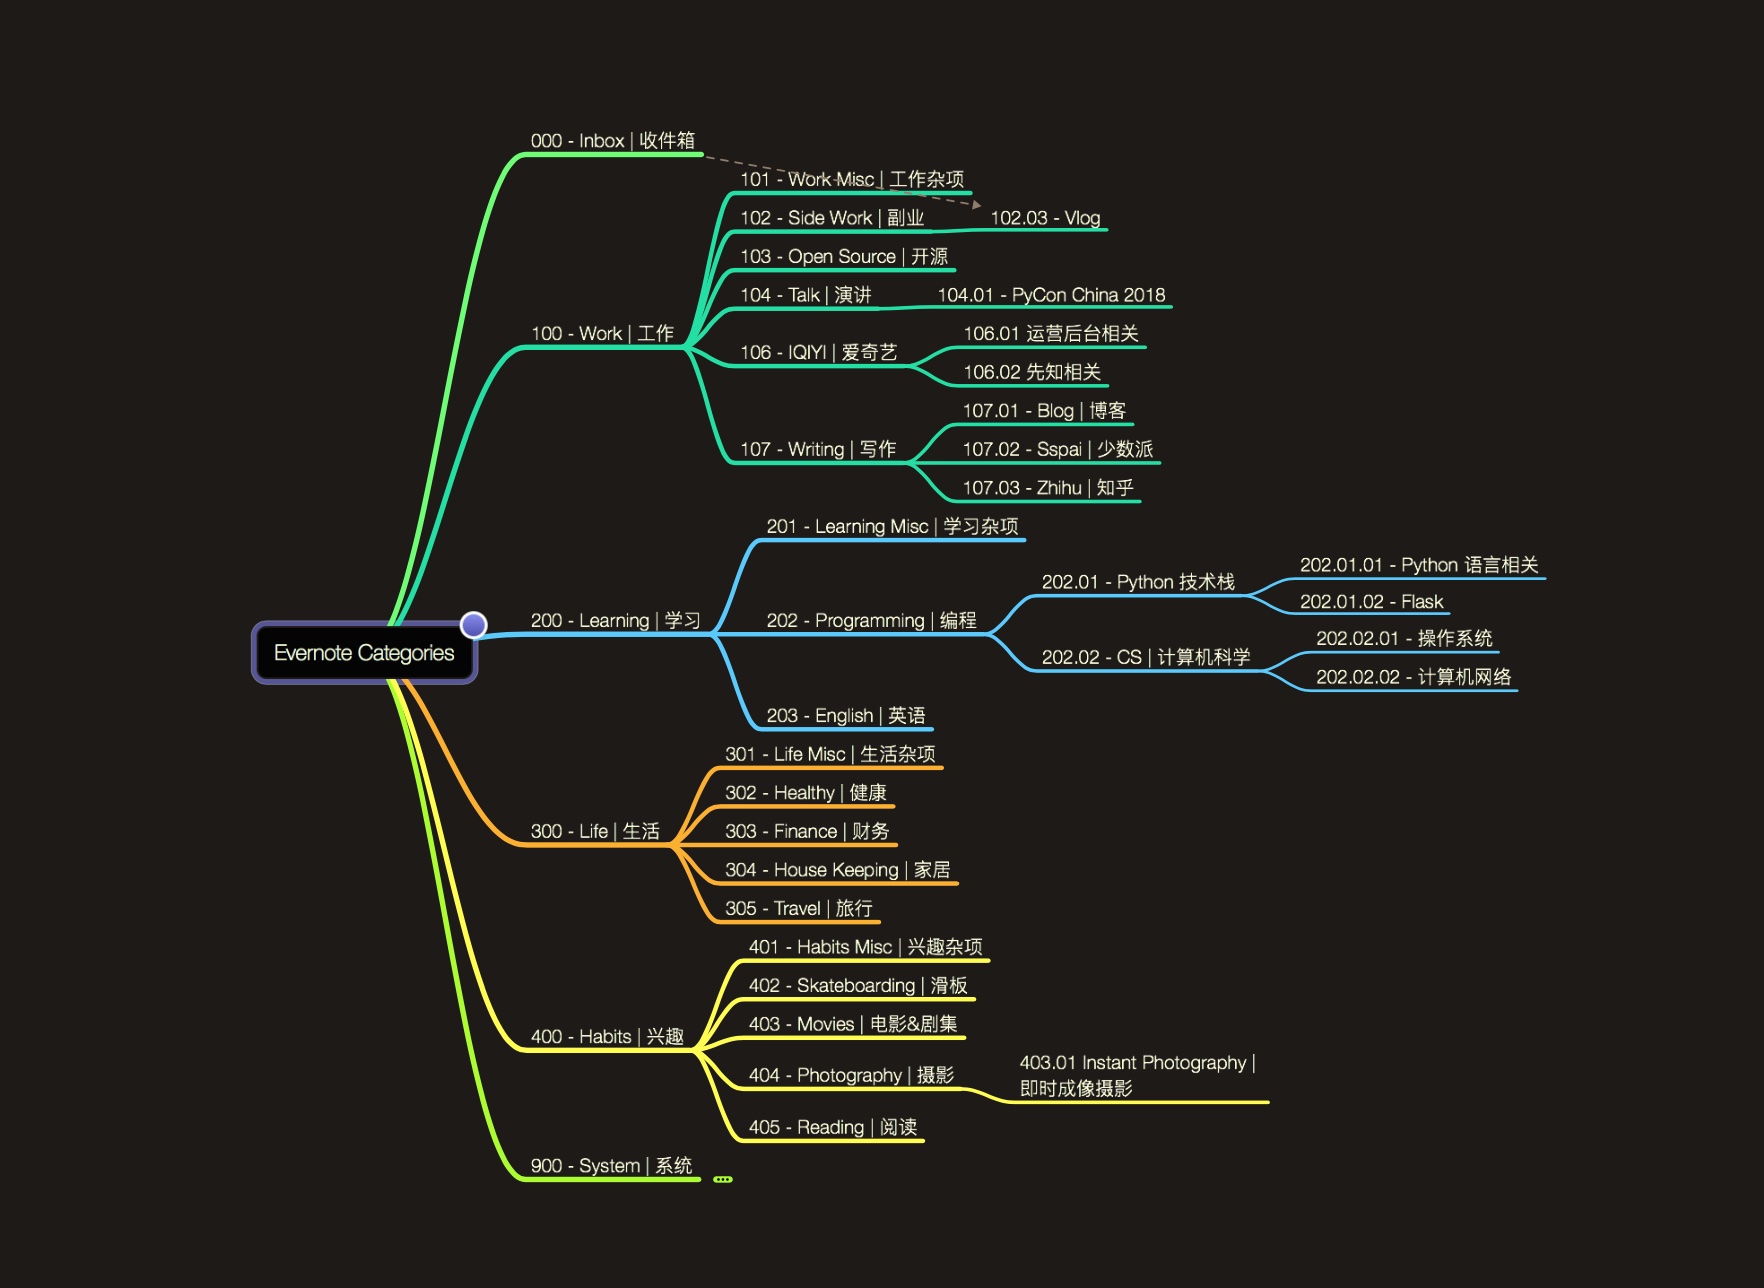 000 - Inbox | 收件箱
101 - Work Misc | 工作杂项
102 - Side Work | 副业
102.03 - Vlog
103 - Open Source | 开源
104 - Talk | 演讲
104.01 - PyCon China 2018
100 - Work | 工作
106 - IQIYI | 爱奇艺
106.01 运营后台相关
106.02 先知相关
107 - Writing | 写作
107.01 - Blog | 博客
107.02 - Sspai | 少数派
107.03 - Zhihu | 知乎
Evernote Categories
200 - Learning | 学习
201 - Learning Misc | 学习杂项
202 - Programming | 编程
202.01 - Python 技术栈
202.01.01 - Python 语言相关
202.01.02 - Flask
202.02 - CS | 计算机科学
202.02.01 - 操作系统
202.02.02 - 计算机网络
203 - English | 英语
300 - Life | 生活
301 - Life Misc | 生活杂项
302 - Healthy | 健康
303 - Finance | 财务
304 - House Keeping | 家居
305 - Travel | 旅行
400 - Habits | 兴趣
401 - Habits Misc | 兴趣杂项
402 - Skateboarding | 滑板
403 - Movies | 电影&剧集
404 - Photography | 摄影
403.01 Instant Photography |
即时成像摄影
405 - Reading | 阅读
900 - System | 系统